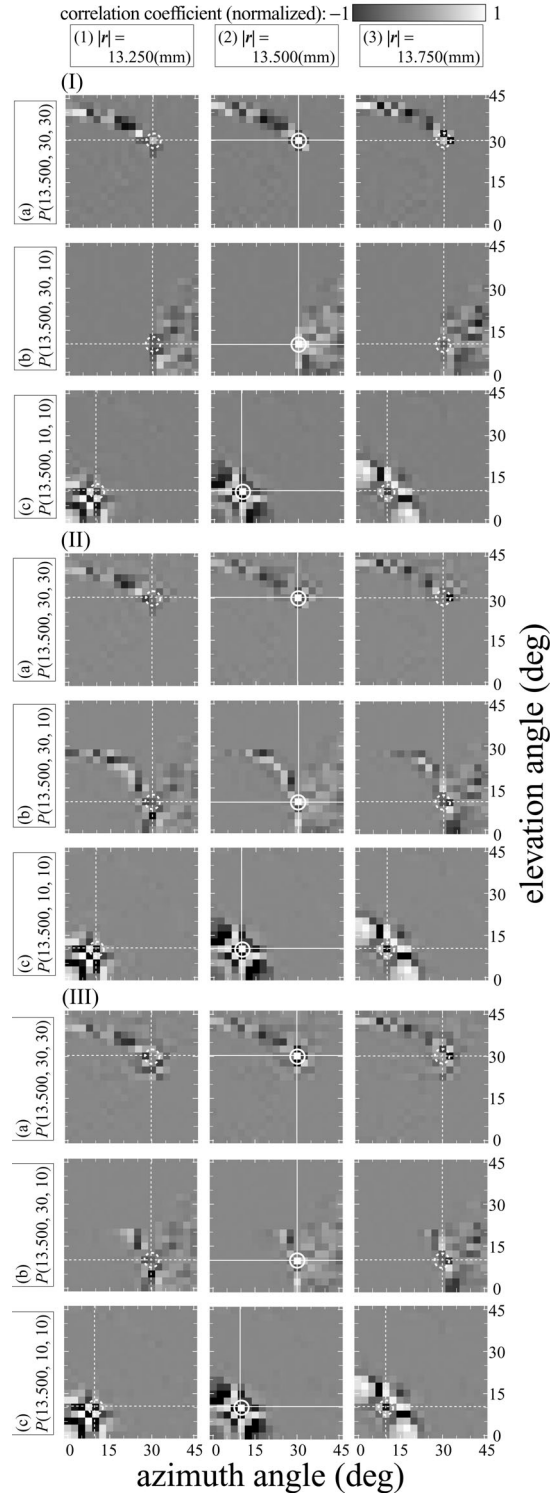 correlation coefficient (normalized): −1 1
(1) |r| = 13.250(mm)
(2) |r| = 13.500(mm)
(3) |r| = 13.750(mm)
(I)
(a) P(13.500, 30, 30)
45
30
15
0
(b) P(13.500, 30, 10)
45
30
15
0
(c) P(13.500, 10, 10)
45
30
15
0
(II)
(a) P(13.500, 30, 30)
45
30
15
0
(b) P(13.500, 30, 10)
45
30
15
0
(c) P(13.500, 10, 10)
45
30
15
0
(III)
(a) P(13.500, 30, 30)
45
30
15
0
(b) P(13.500, 30, 10)
45
30
15
0
(c) P(13.500, 10, 10)
45
30
15
0
elevation angle (deg)
0 15 30 45 0 15 30 45 0 15 30 45
azimuth angle (deg)